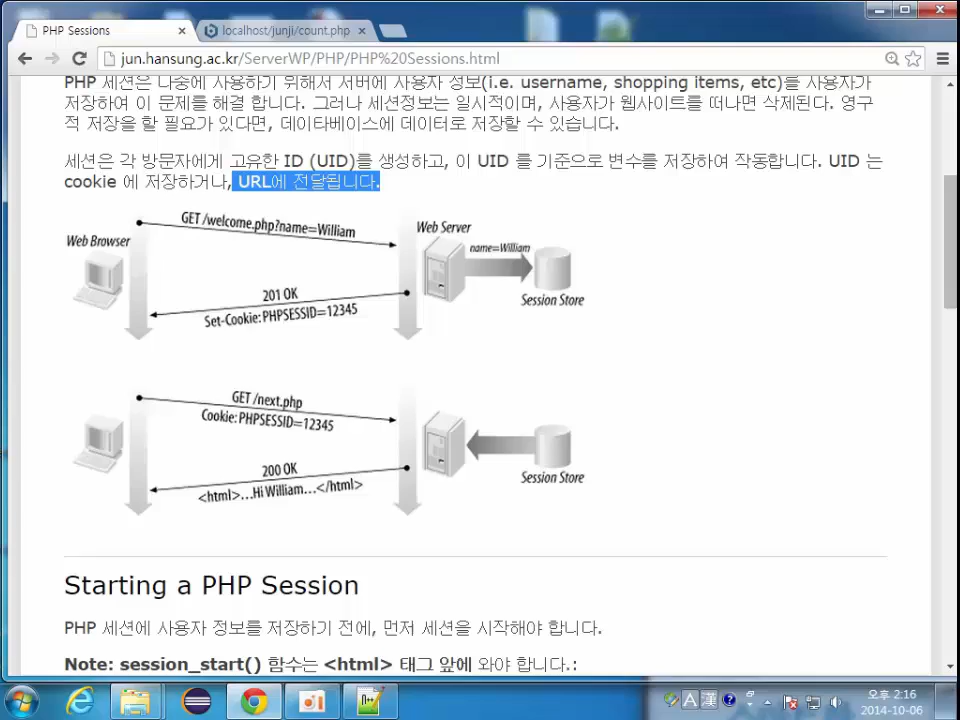 PHP Sessions
localhost/junji/count.php
jun.hansung.ac.kr/ServerWP/PHP/PHP%20Sessions.html
PHP 세션은 나중에 사용하기 위해서 서버에 사용자 정보(i.e. username, shopping items, etc)를 사용자가
저장하여 이 문제를 해결 합니다. 그러나 세션정보는 일시적이며, 사용자가 웹사이트를 떠나면 삭제된다. 영구
적 저장을 할 필요가 있다면, 데이타베이스에 데이터로 저장할 수 있습니다.
세션은 각 방문자에게 고유한 ID (UID)를 생성하고, 이 UID 를 기준으로 변수를 저장하여 작동합니다. UID 는
cookie 에 저장하거나, URL에 전달됩니다.
GET /welcome.php?name=William
Web Browser
Web Server
name=William
Session Store
201 OK
Set-Cookie: PHPSESSID=12345
GET /next.php
Cookie: PHPSESSID=12345
200 OK
<html>...Hi William...</html>
Session Store
Starting a PHP Session
PHP 세션에 사용자 정보를 저장하기 전에, 먼저 세션을 시작해야 합니다.
Note: session_start() 함수는 <html> 태그 앞에 와야 합니다.:
A 漢
오후 2:16
2014-10-06